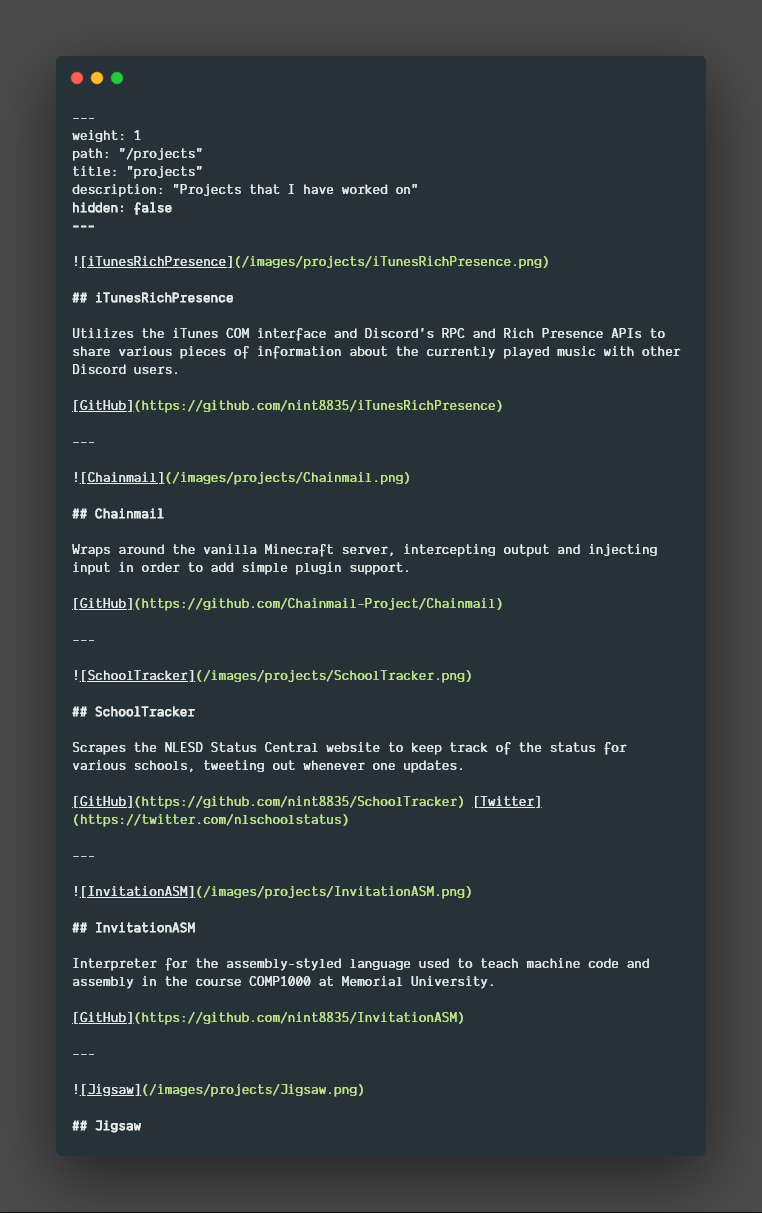 ---
weight: 1
path: "/projects"
title: "projects"
description: "Projects that I have worked on"
hidden: false
---
![iTunesRichPresence](/images/projects/iTunesRichPresence.png)
## iTunesRichPresence
Utilizes the iTunes COM interface and Discord's RPC and Rich Presence APIs to
share various pieces of information about the currently played music with other
Discord users.
[GitHub](https://github.com/nint8835/iTunesRichPresence)
---
![Chainmail](/images/projects/Chainmail.png)
## Chainmail
Wraps around the vanilla Minecraft server, intercepting output and injecting
input in order to add simple plugin support.
[GitHub](https://github.com/Chainmail-Project/Chainmail)
---
![SchoolTracker](/images/projects/SchoolTracker.png)
## SchoolTracker
Scrapes the NLESD Status Central website to keep track of the status for
various schools, tweeting out whenever one updates.
[GitHub](https://github.com/nint8835/SchoolTracker) [Twitter]
(https://twitter.com/nlschoolstatus)
---
![InvitationASM](/images/projects/InvitationASM.png)
## InvitationASM
Interpreter for the assembly-styled language used to teach machine code and
assembly in the course COMP1000 at Memorial University.
[GitHub](https://github.com/nint8835/InvitationASM)
---
![Jigsaw](/images/projects/Jigsaw.png)
## Jigsaw